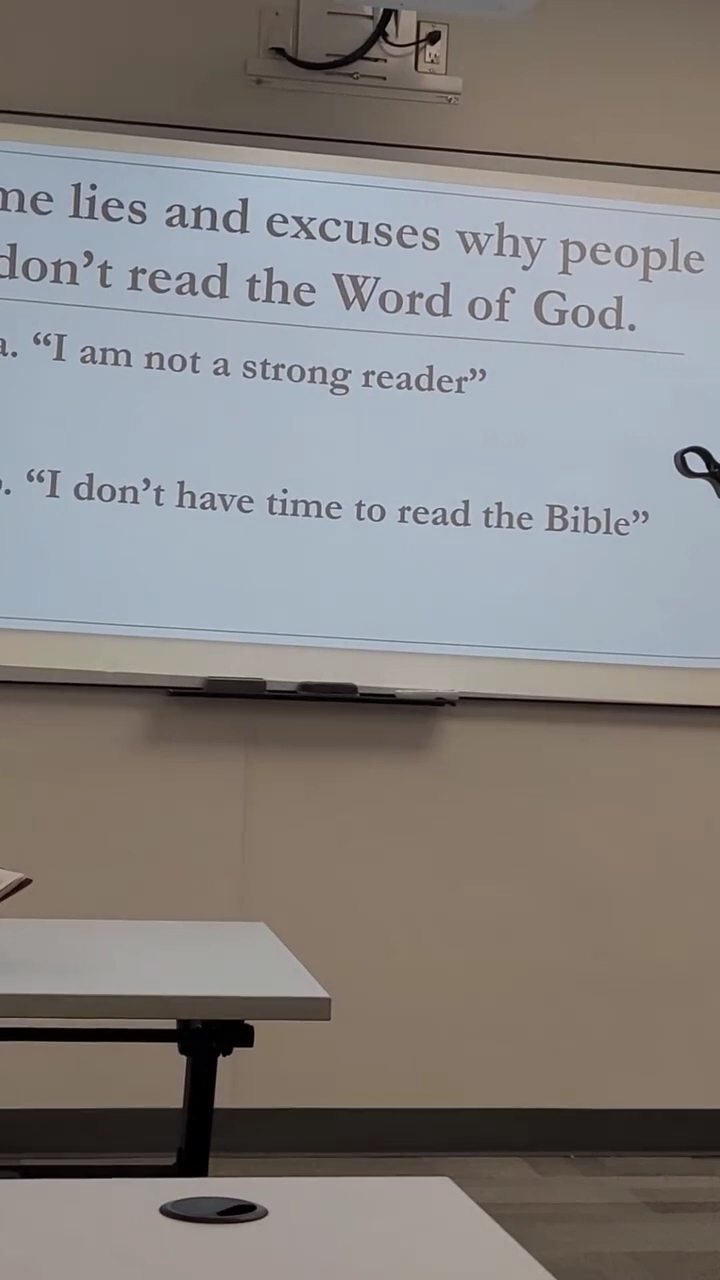 me lies and excuses why people
don’t read the Word of God.
a. “I am not a strong reader”
. “I don’t have time to read the Bible”